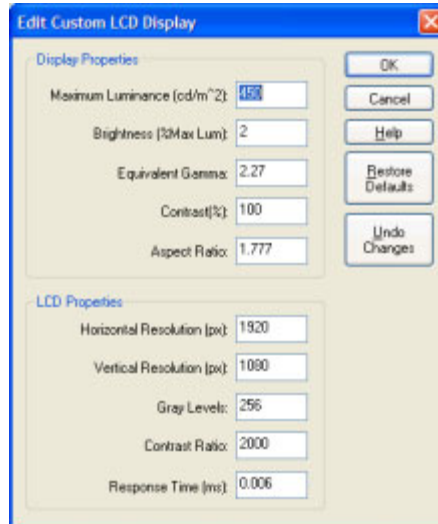 Edit Custom LCD Display
Display Properties
Maximum Luminance (cd/m^2): 450
Brightness (%Max Lum): 2
Equivalent Gamma: 2.27
Contrast(%): 100
Aspect Ratio: 1.777
OK
Cancel
Help
Restore
Defaults
Undo
Changes
LCD Properties
Horizontal Resolution (px): 1920
Vertical Resolution (px): 1080
Gray Levels: 256
Contrast Ratio: 2000
Response Time (ms): 0.006